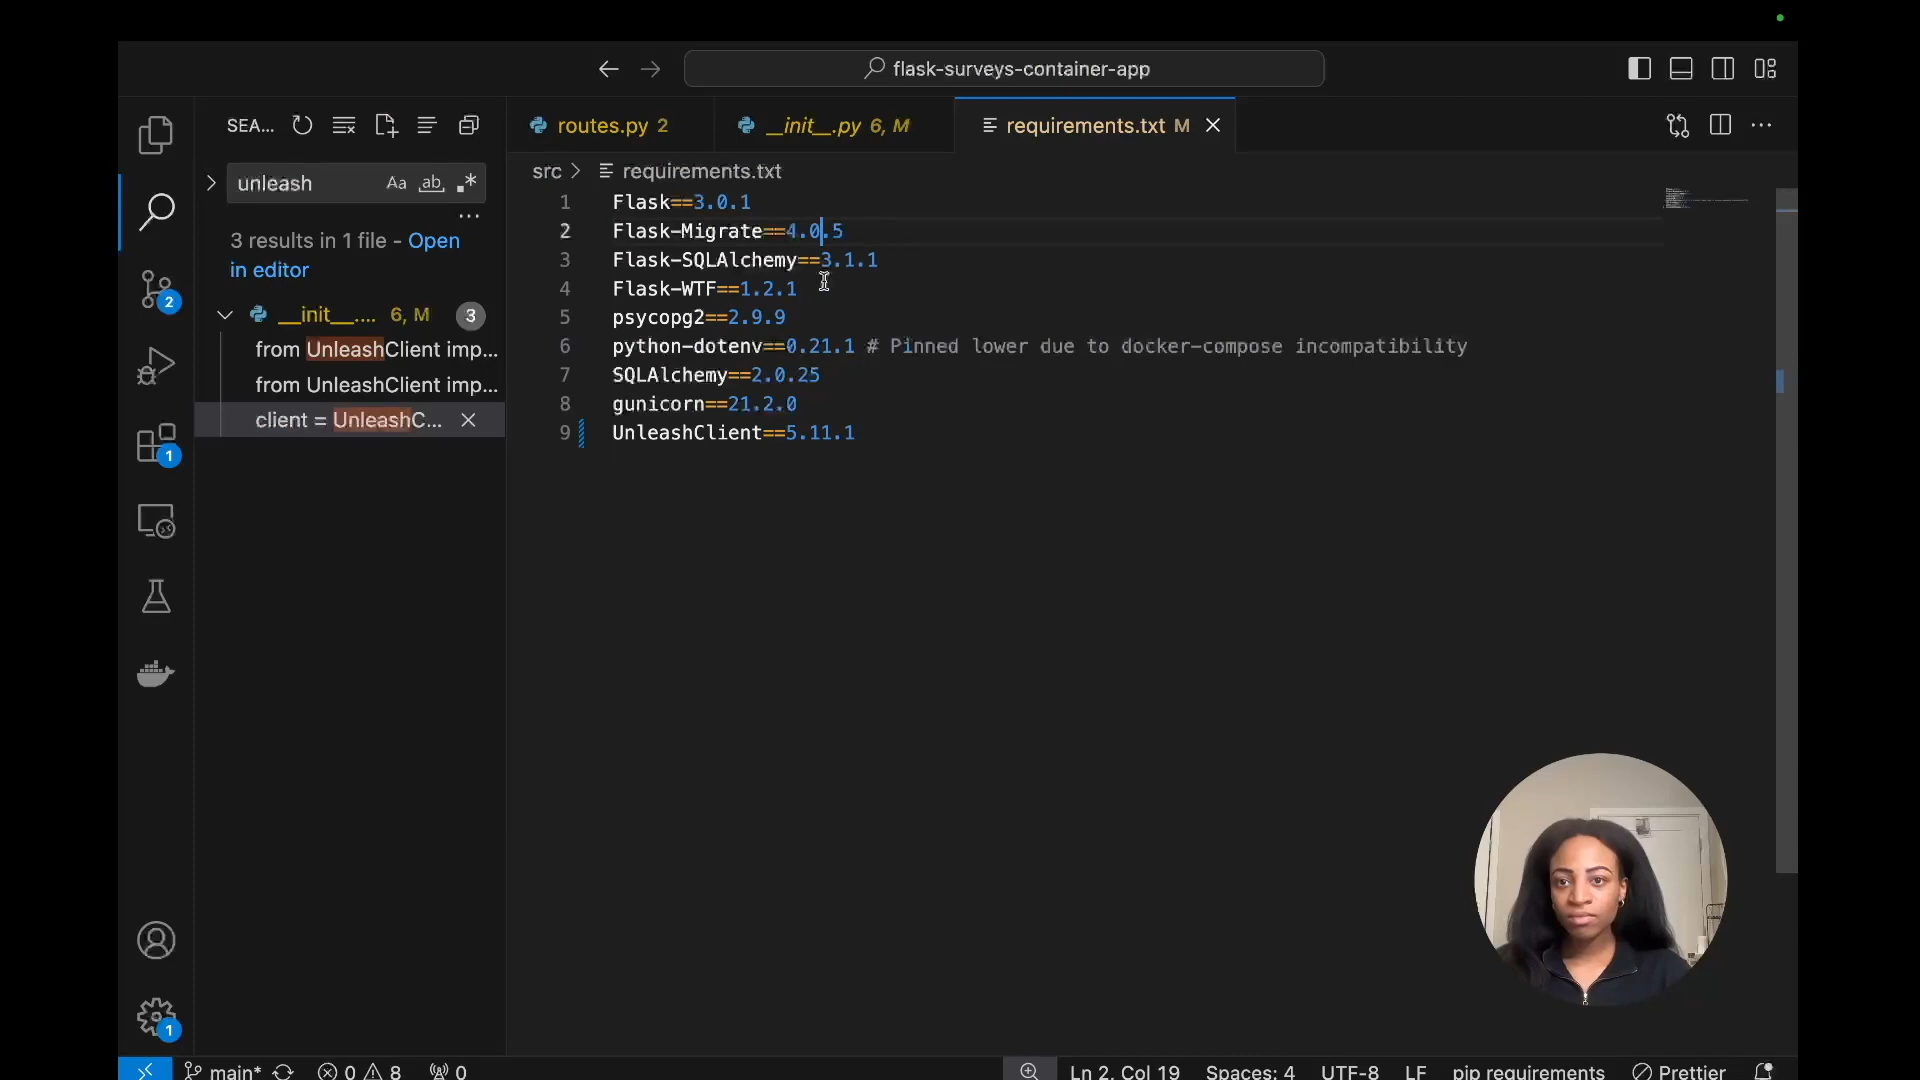 flask-surveys-container-app
SEA...
routes.py 2
__init__.py 6, M
requirements.txt M
unleash
Aa
ab
.*
src > requirements.txt
3 results in 1 file - Open
in editor
__init__.... 6, M 3
from UnleashClient imp...
from UnleashClient imp...
client = UnleashC...
2
1
1
1 Flask==3.0.1
2 Flask-Migrate==4.0.5
3 Flask-SQLAlchemy==3.1.1
4 Flask-WTF==1.2.1
5 psycopg2==2.9.9
6 python-dotenv==0.21.1 # Pinned lower due to docker-compose incompatibility
7 SQLAlchemy==2.0.25
8 gunicorn==21.2.0
9 UnleashClient==5.11.1
main* 0 8 0 Ln 2, Col 19 Spaces: 4 UTF-8 LF pip requirements Prettier